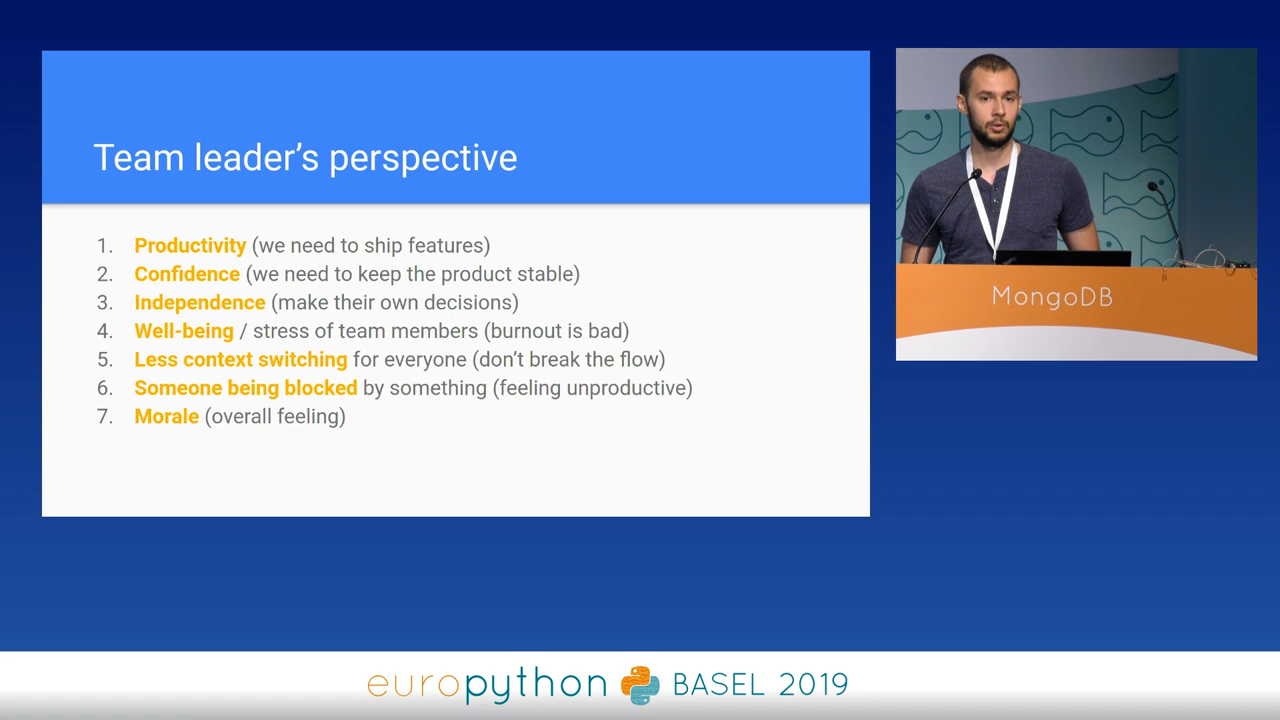 Team leader’s perspective
1. Productivity (we need to ship features)
2. Confidence (we need to keep the product stable)
3. Independence (make their own decisions)
4. Well-being / stress of team members (burnout is bad)
5. Less context switching for everyone (don’t break the flow)
6. Someone being blocked by something (feeling unproductive)
7. Morale (overall feeling)
MongoDB
europython BASEL 2019